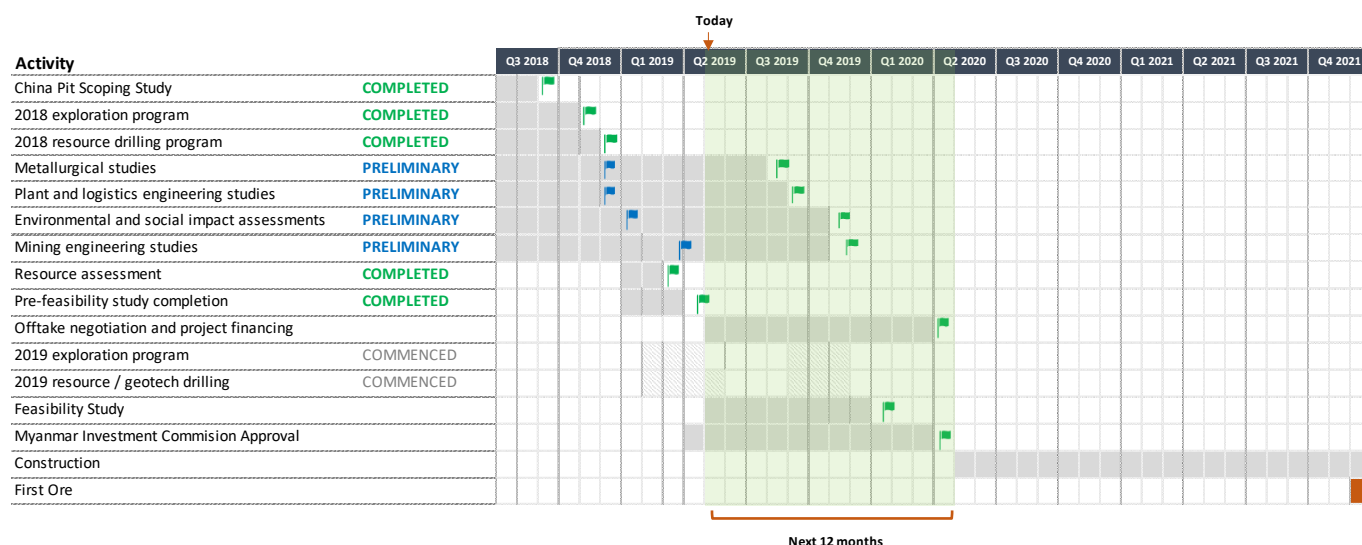 Today
Activity Q3 2018 Q4 2018 Q1 2019 Q2 2019 Q3 2019 Q4 2019 Q1 2020 Q2 2020 Q3 2020 Q4 2020 Q1 2021 Q2 2021 Q3 2021 Q4 2021
China Pit Scoping Study COMPLETED
2018 exploration program COMPLETED
2018 resource drilling program COMPLETED
Metallurgical studies PRELIMINARY
Plant and logistics engineering studies PRELIMINARY
Environmental and social impact assessments PRELIMINARY
Mining engineering studies PRELIMINARY
Resource assessment COMPLETED
Pre-feasibility study completion COMPLETED
Offtake negotiation and project financing
2019 exploration program COMMENCED
2019 resource / geotech drilling COMMENCED
Feasibility Study
Myanmar Investment Commision Approval
Construction
First Ore
Next 12 months